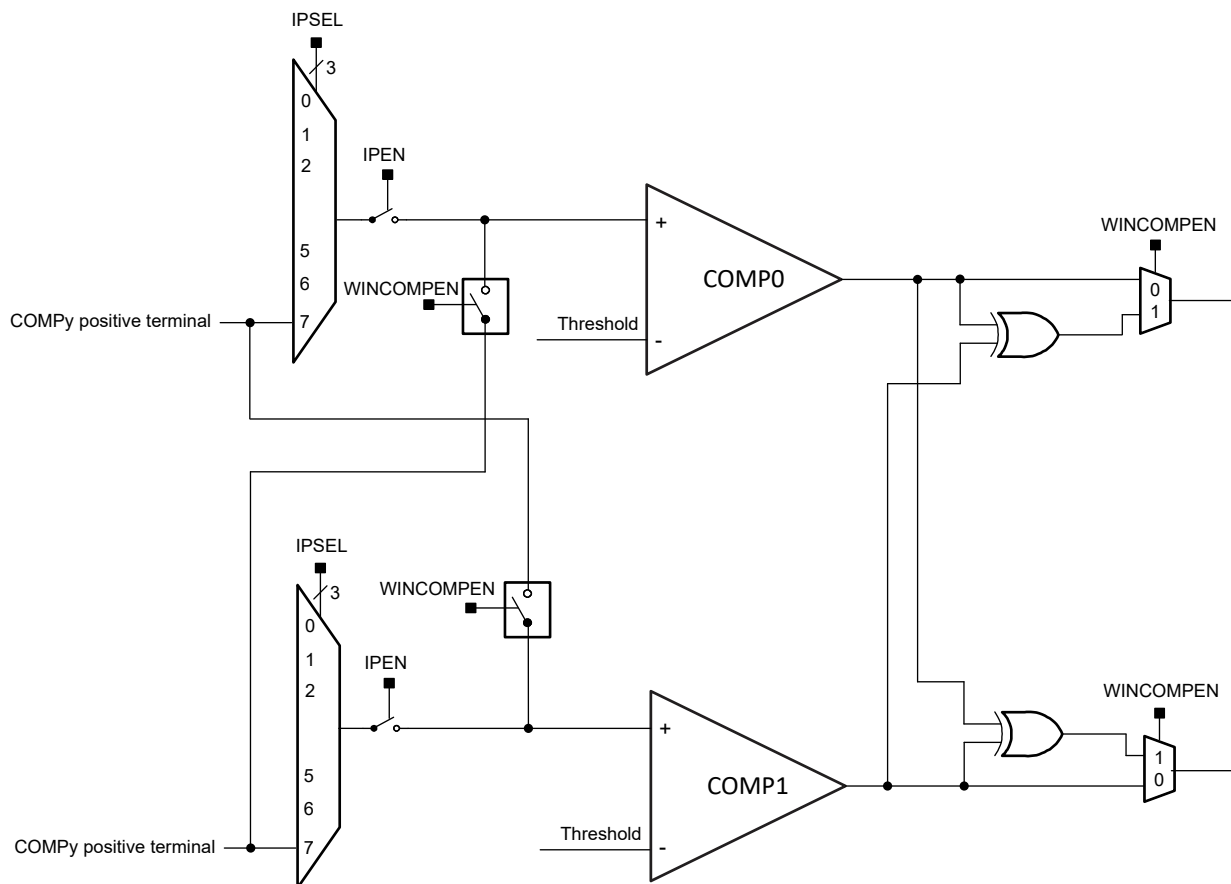 IPSEL
3
0
1
2
IPEN
5
6
7
COMPy positive terminal
WINCOMPEN
+
COMP0
Threshold
-
WINCOMPEN
0
1
IPSEL
3
0
1
2
IPEN
5
6
7
COMPy positive terminal
WINCOMPEN
+
COMP1
Threshold
-
WINCOMPEN
1
0